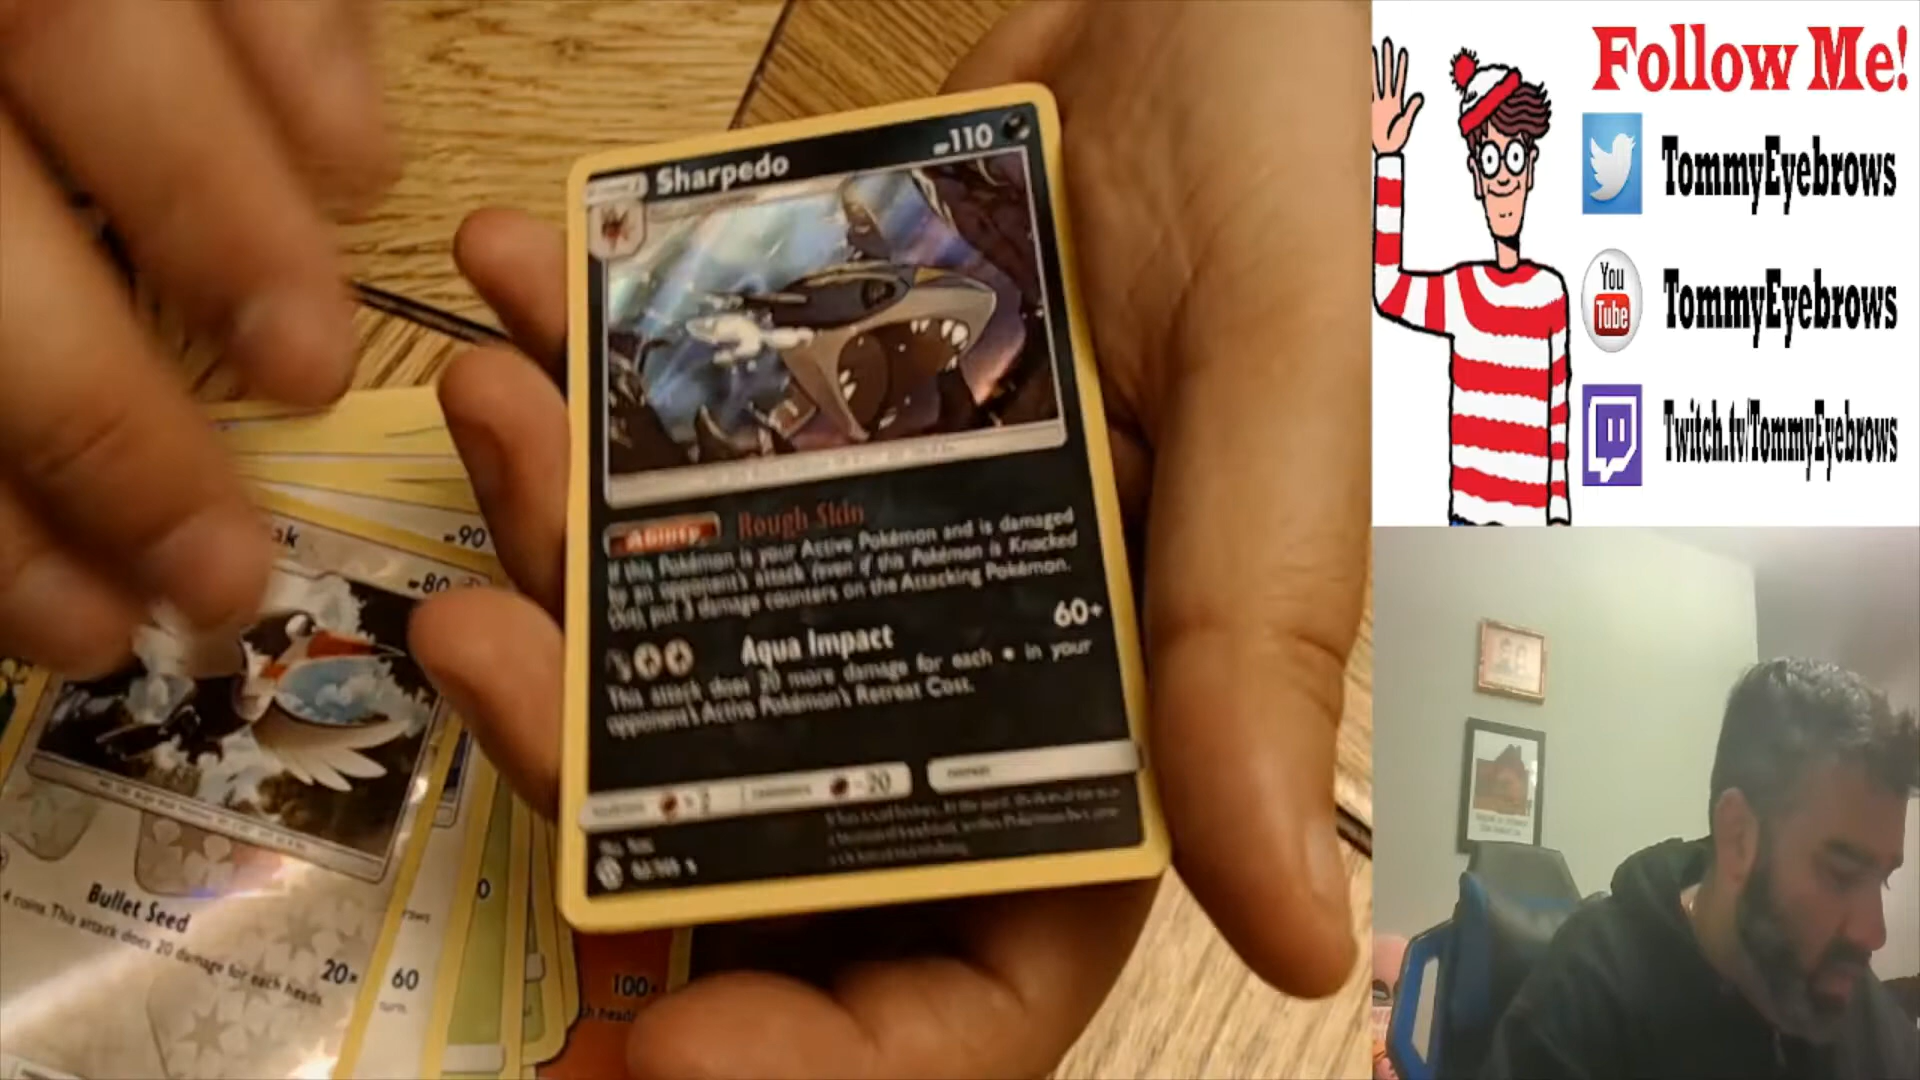 Sharpedo
110
Ability Rough Skin
If this Pokémon is your Active Pokémon and is damaged
by an opponent's attack (even if this Pokémon is Knocked
Out), put 3 damage counters on the Attacking Pokémon.
Aqua Impact 60+
This attack does 20 more damage for each in your
opponent's Active Pokémon's Retreat Cost.
-20
90
80
Bullet Seed
4 coins. This attack does 20 damage for each heads.
20×
60
0
100
Follow Me!
TommyEyebrows
You
Tube
TommyEyebrows
Twitch.tv/TommyEyebrows